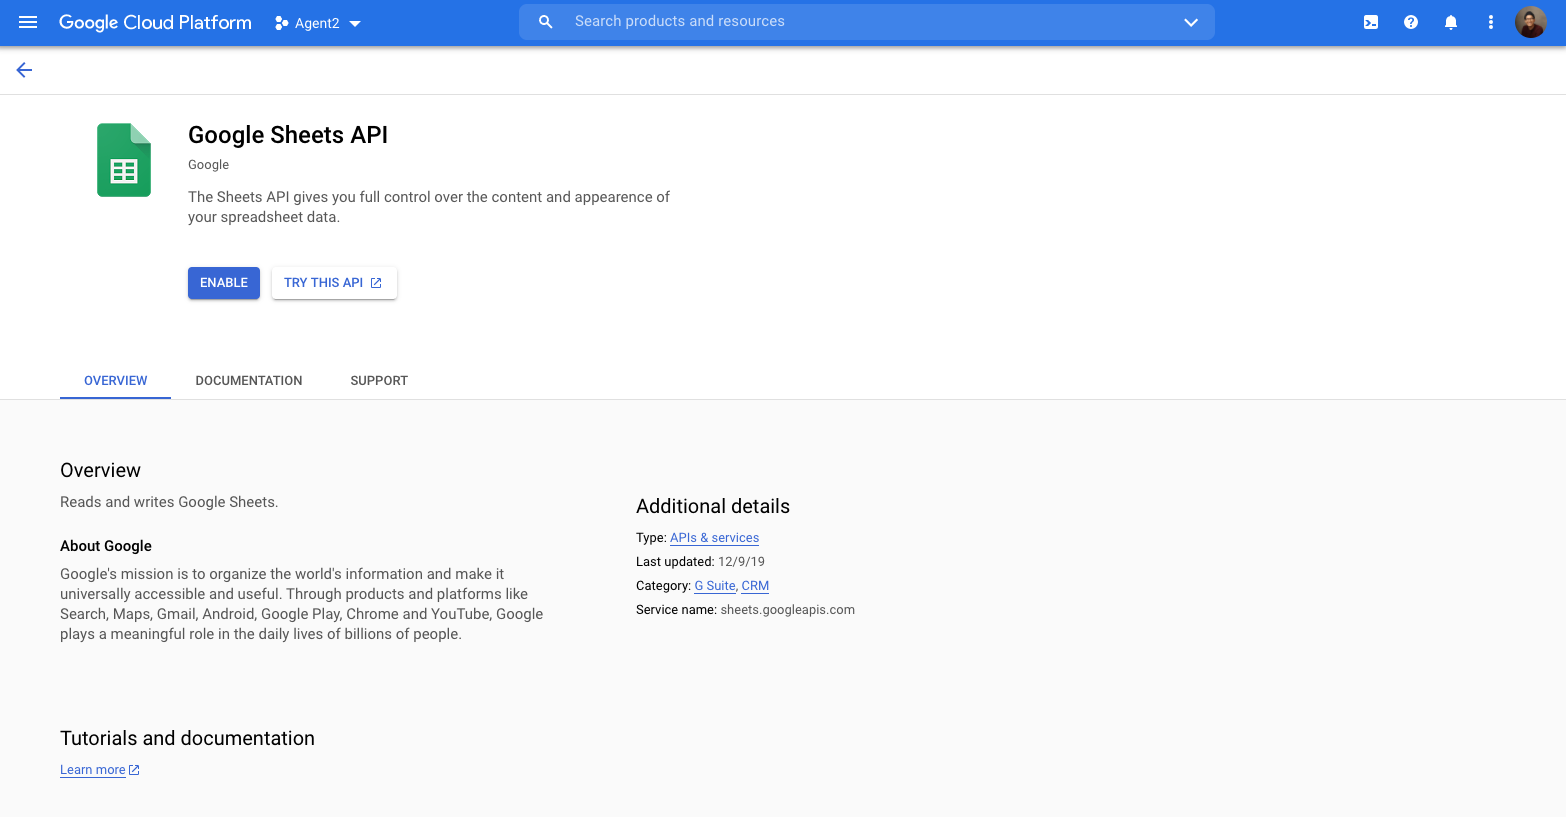 Google Cloud Platform
Agent2
Search products and resources
Google Sheets API
Google
The Sheets API gives you full control over the content and appearence of
your spreadsheet data.
ENABLE
TRY THIS API
OVERVIEW
DOCUMENTATION
SUPPORT
Overview
Reads and writes Google Sheets.
About Google
Google's mission is to organize the world's information and make it
universally accessible and useful. Through products and platforms like
Search, Maps, Gmail, Android, Google Play, Chrome and YouTube, Google
plays a meaningful role in the daily lives of billions of people.
Additional details
Type: APIs & services
Last updated: 12/9/19
Category: G Suite, CRM
Service name: sheets.googleapis.com
Tutorials and documentation
Learn more